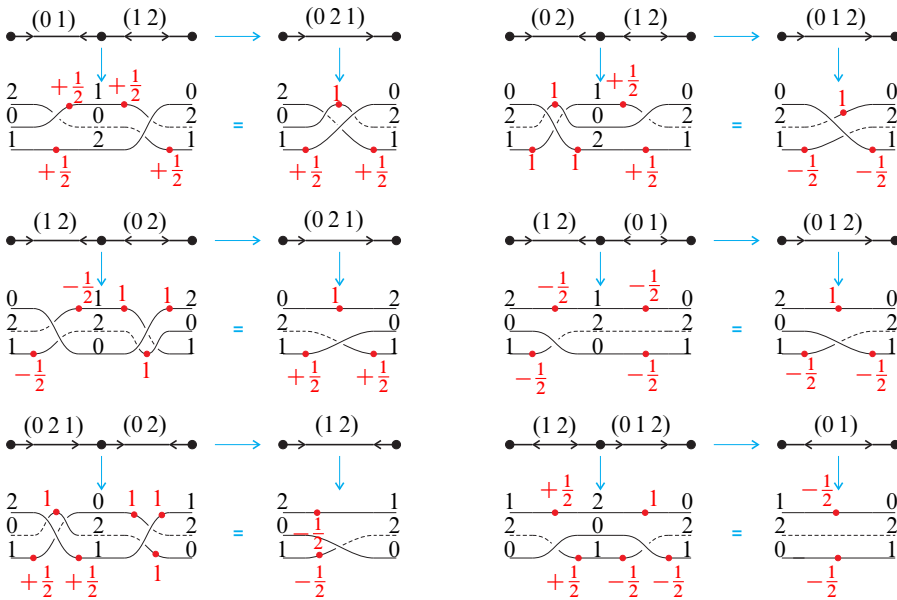 (0 1) (0 2 1) (0 2) (1 2) (0 1 2)
+1/2 1 +1/2 1 1 +1/2 1
2 0 2 0 0 0 0 0
0 0 2 = 0 2 2 0 2 = 2 2
1 2 1 1 1 1 2 1 1 1
+1/2 +1/2 +1/2 +1/2 1 1 +1/2 −1/2 −1/2
(1 2) (0 2) (0 2 1) (1 2) (0 1) (0 1 2)
−1/2 1 1 1 1 −1/2 1 −1/2 1
0 2 0 2 2 0 2 0
2 2 0 = 2 0 0 2 2 = 0 2
1 0 1 1 1 1 0 1 1 1
−1/2 1 +1/2 +1/2 −1/2 −1/2 −1/2 −1/2
(0 2 1) (0 2) (1 2) (1 2) (0 1 2) (0 1)
1 1 1 +1/2 1 −1/2
2 0 1 2 1 1 2 0 1 0
0 2 2 = 0 2 2 0 2 = 2 2
−1/2
1 1 0 1 0 0 1 1 0 1
+1/2 +1/2 1 −1/2 +1/2 −1/2 −1/2 −1/2